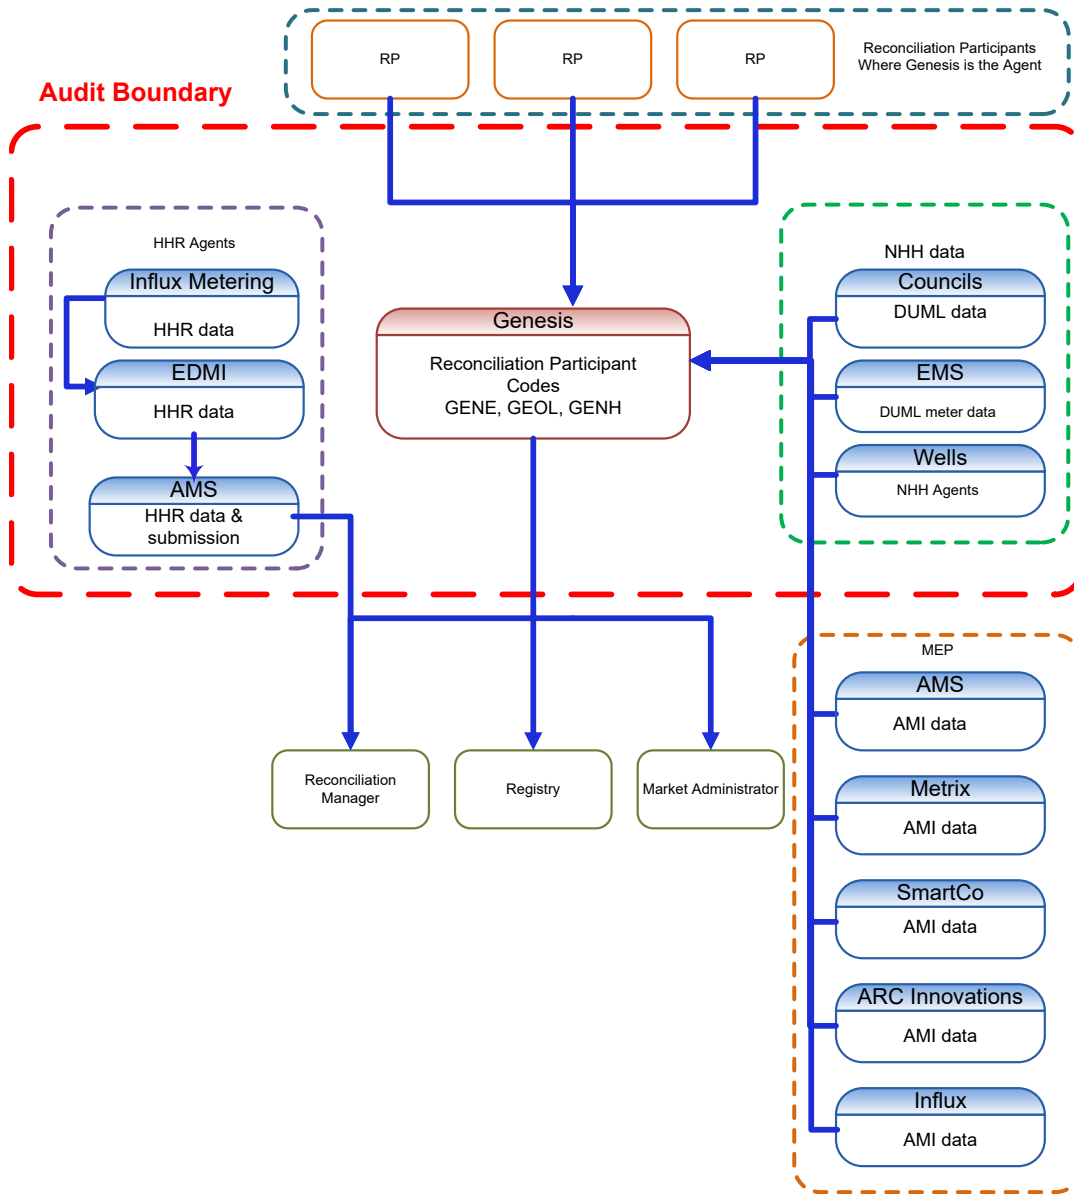 RP
RP
RP
Reconciliation Participants
Where Genesis is the Agent
Audit Boundary
HHR Agents
Influx Metering
HHR data
EDMI
HHR data
AMS
HHR data &
submission
Genesis
Reconciliation Participant
Codes
GENE, GEOL, GENH
NHH data
Councils
DUML data
EMS
DUML meter data
Wells
NHH Agents
Reconciliation
Manager
Registry
Market Administrator
MEP
AMS
AMI data
Metrix
AMI data
SmartCo
AMI data
ARC Innovations
AMI data
Influx
AMI data